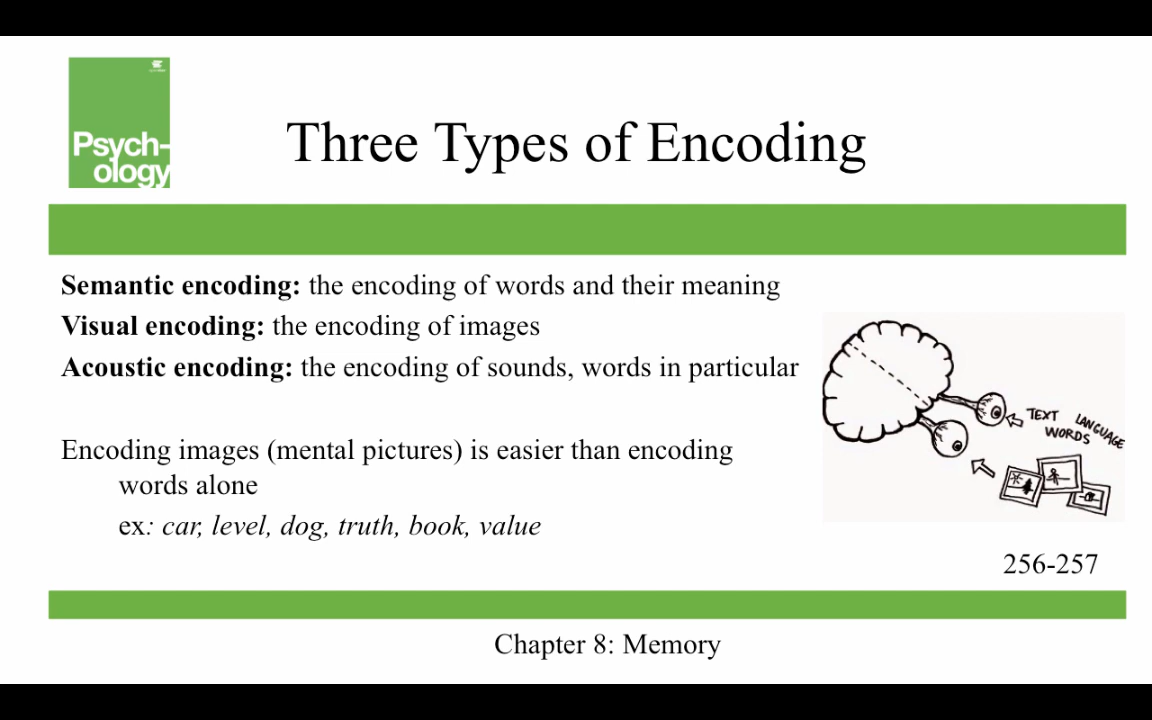 Psych-
ology
Three Types of Encoding
Semantic encoding: the encoding of words and their meaning
Visual encoding: the encoding of images
Acoustic encoding: the encoding of sounds, words in particular
Encoding images (mental pictures) is easier than encoding
words alone
ex: car, level, dog, truth, book, value
TEXT LANGUAGE
WORDS
256-257
Chapter 8: Memory